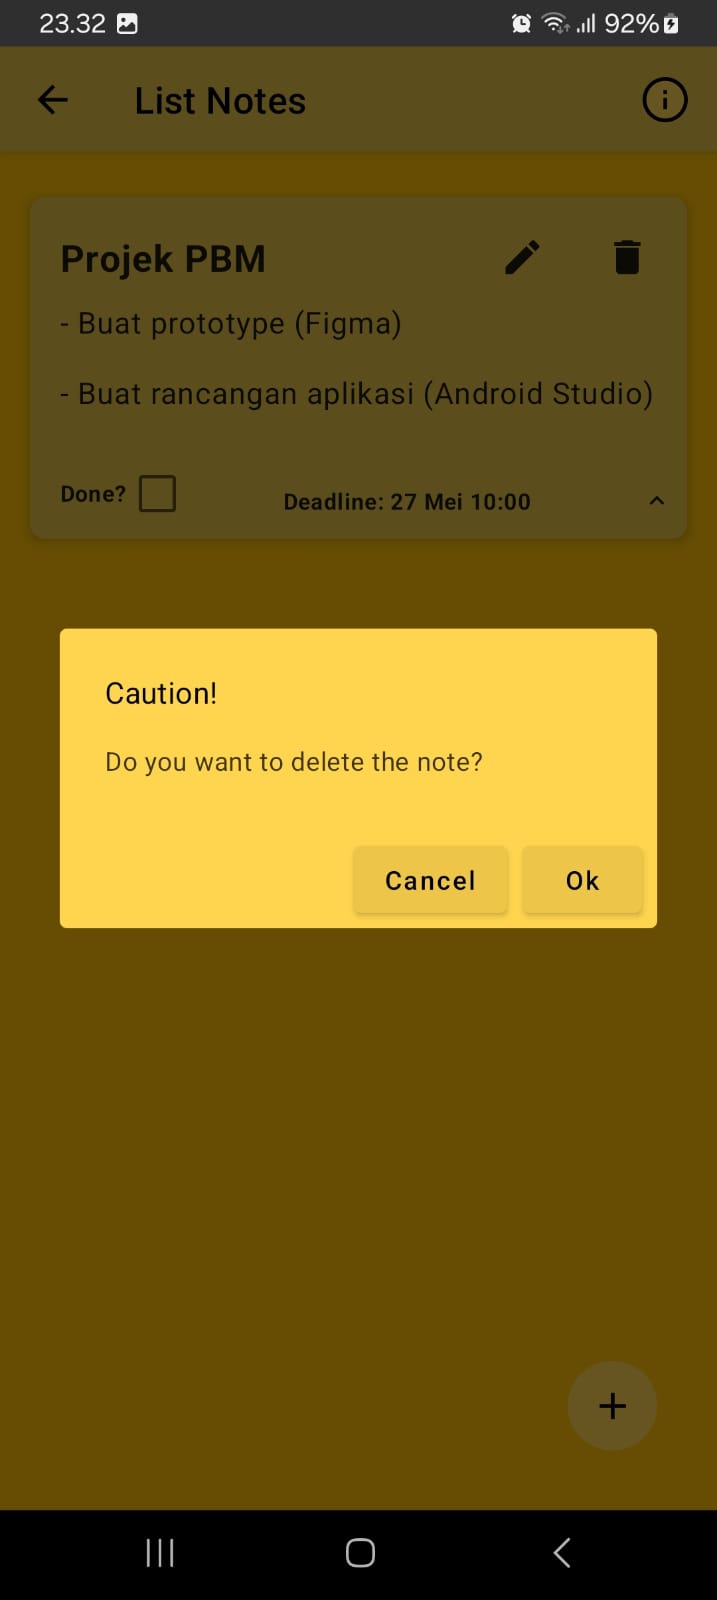 23.32 92%
List Notes
Projek PBM
- Buat prototype (Figma)
- Buat rancangan aplikasi (Android Studio)
Done? Deadline: 27 Mei 10:00
Caution!
Do you want to delete the note?
Cancel Ok